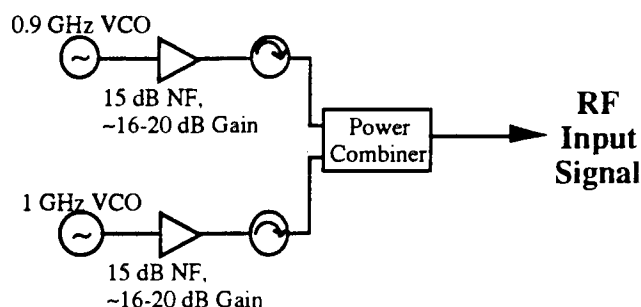 0.9 GHz VCO
~
15 dB NF,
~16-20 dB Gain
Power
Combiner
RF
Input
Signal
1 GHz VCO
~
15 dB NF,
~16-20 dB Gain